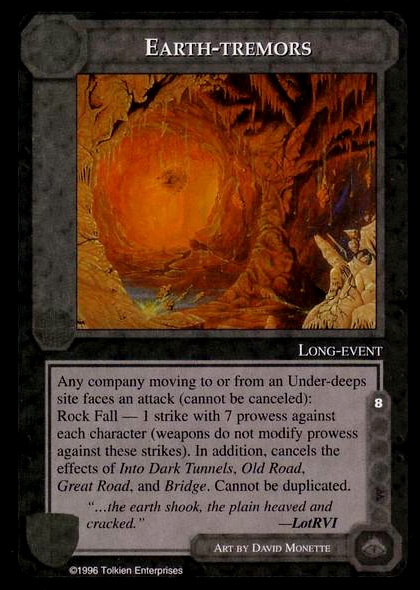 EARTH-TREMORS
LONG-EVENT
Any company moving to or from an Under-deeps
site faces an attack (cannot be canceled):
Rock Fall — 1 strike with 7 prowess against
each character (weapons do not modify prowess
against these strikes). In addition, cancels the
effects of Into Dark Tunnels, Old Road,
Great Road, and Bridge. Cannot be duplicated.
8
"…the earth shook, the plain heaved and
cracked." —LotRVI
ART BY DAVID MONETTE
©1996 Tolkien Enterprises